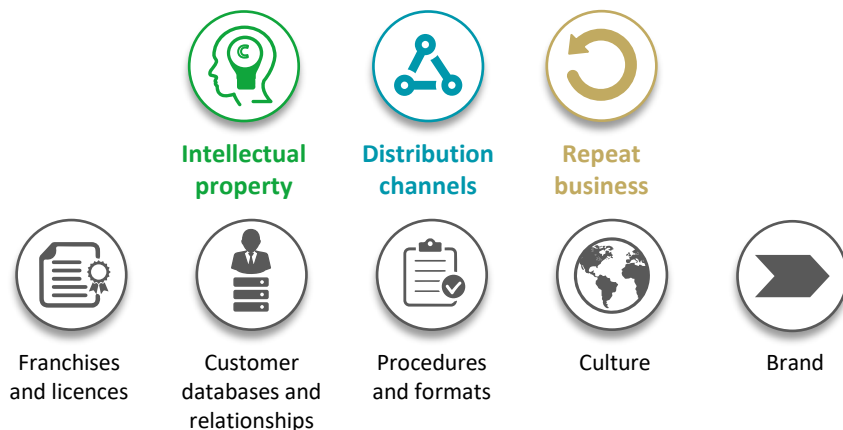 Intellectual
property
Distribution
channels
Repeat
business
Franchises
and licences
Customer
databases and
relationships
Procedures
and formats
Culture
Brand